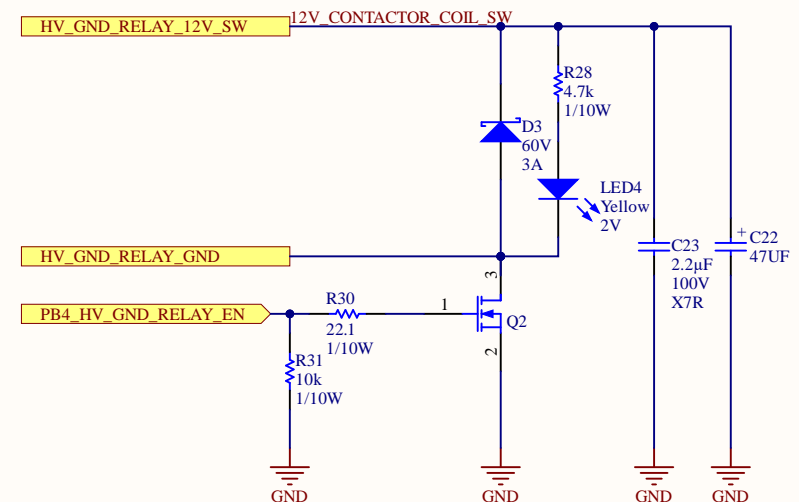 HV_GND_RELAY_12V_SW
12V_CONTACTOR_COIL_SW
R28
4.7k
1/10W
D3
60V
3A
LED4
Yellow
2V
C23
2.2µF
100V
X7R
+
C22
47UF
HV_GND_RELAY_GND
3
PB4_HV_GND_RELAY_EN
R30
22.1
1/10W
1
Q2
2
R31
10k
1/10W
GND
GND
GND
GND